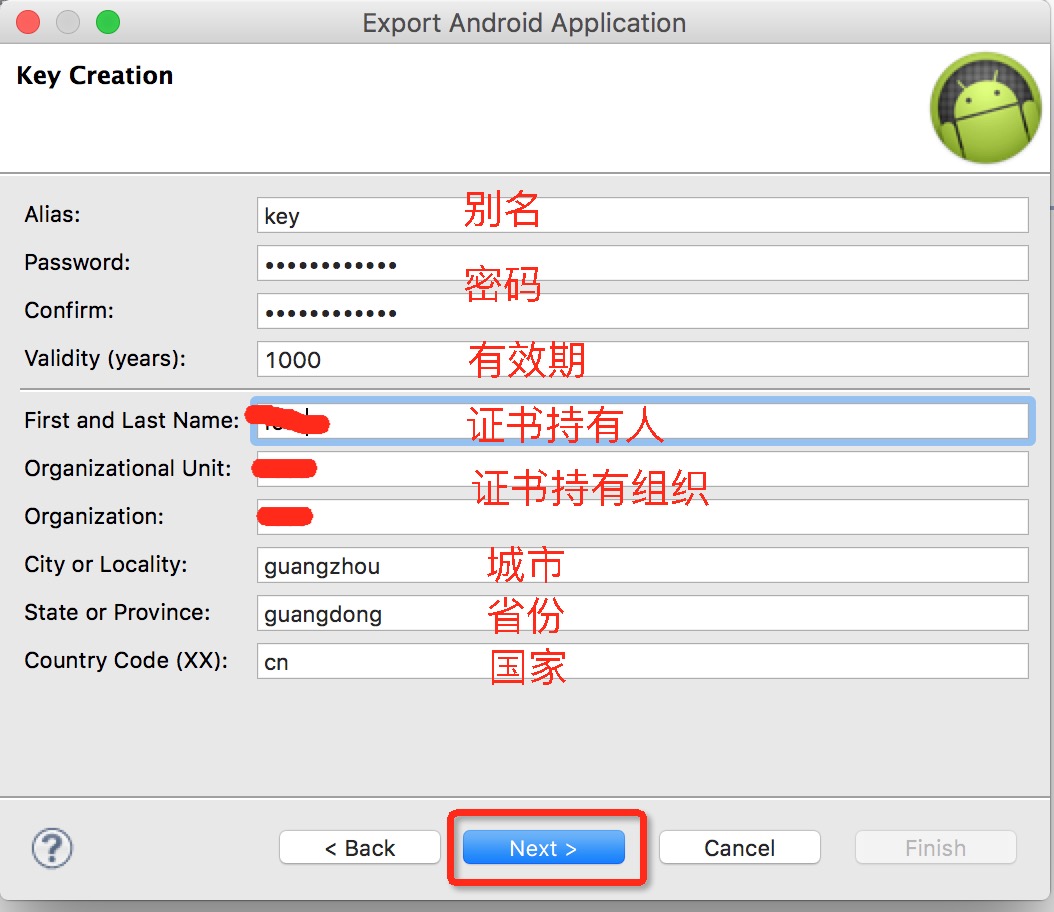 Export Android Application
Key Creation
Alias: key 别名
Password: •••••••••••• 密码
Confirm: ••••••••••••
Validity (years): 1000 有效期
First and Last Name: 证书持有人
Organizational Unit: 证书持有组织
Organization:
City or Locality: guangzhou 城市
State or Province: guangdong 省份
Country Code (XX): cn 国家
? < Back Next > Cancel Finish